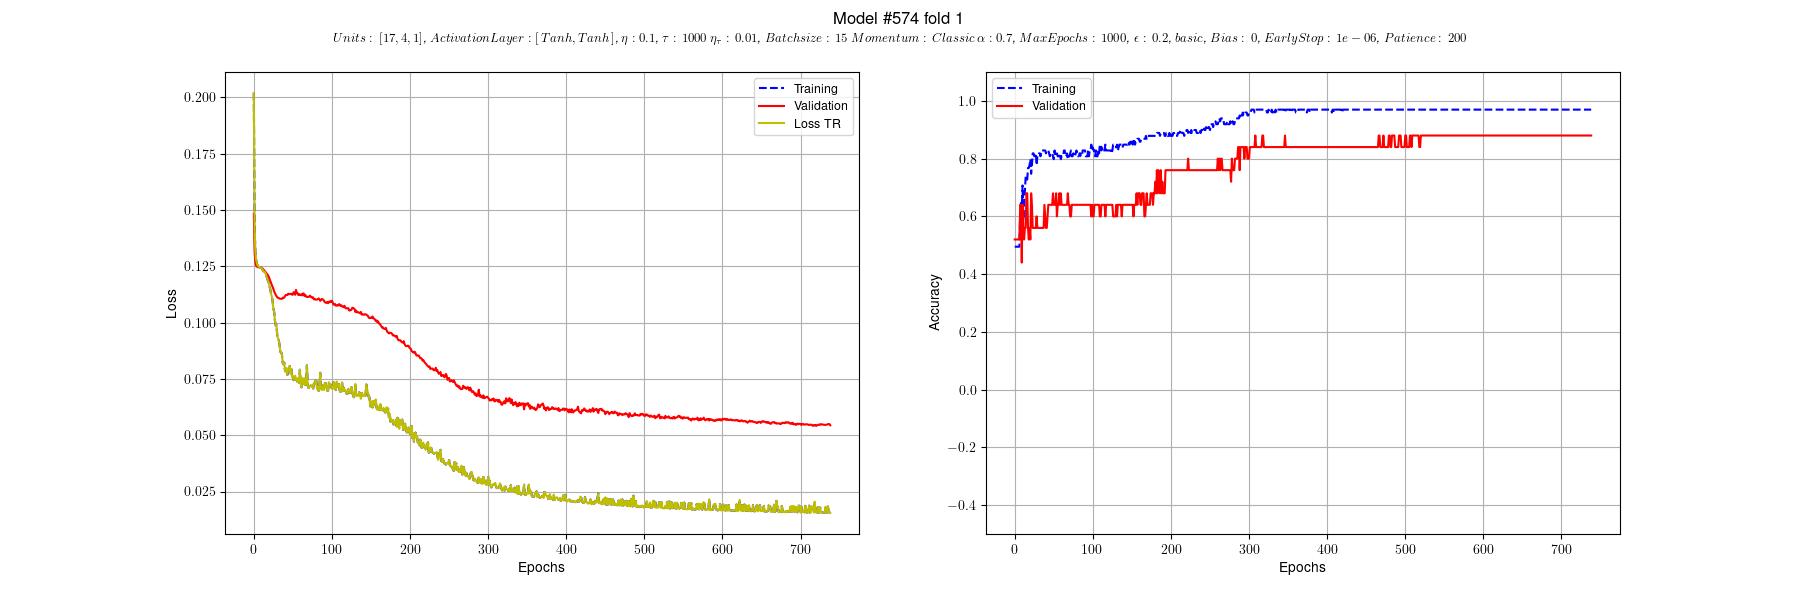 Model #574 fold 1
Units : [17, 4, 1], ActivationLayer : [Tanh, Tanh], η : 0.1, τ : 1000 η_τ : 0.01, Batchsize : 15 Momentum : Classic α : 0.7, MaxEpochs : 1000, ϵ : 0.2, basic, Bias : 0, EarlyStop : 1e − 06, Patience : 200
Training
Validation
Loss TR
0.200
0.175
0.150
0.125
0.100
0.075
0.050
0.025
Loss
0 100 200 300 400 500 600 700
Epochs
Training
Validation
1.0
0.8
0.6
0.4
0.2
0.0
−0.2
−0.4
Accuracy
0 100 200 300 400 500 600 700
Epochs